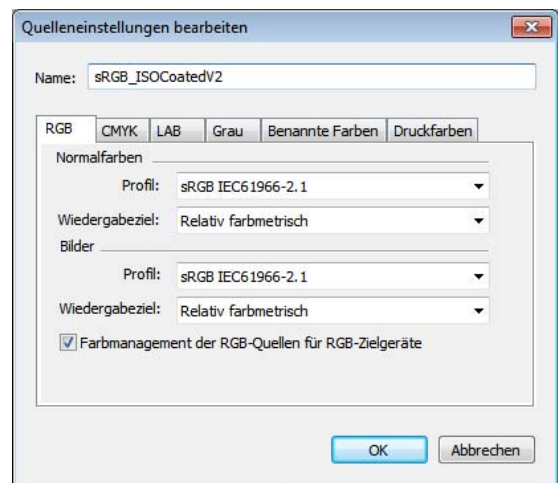 Quelleneinstellungen bearbeiten
Name: sRGB_ISOCoatedV2
RGB CMYK LAB Grau Benannte Farben Druckfarben
Normalfarben
Profil: sRGB IEC61966-2.1
Wiedergabeziel: Relativ farbmetrisch
Bilder
Profil: sRGB IEC61966-2.1
Wiedergabeziel: Relativ farbmetrisch
Farbmanagement der RGB-Quellen für RGB-Zielgeräte
OK Abbrechen